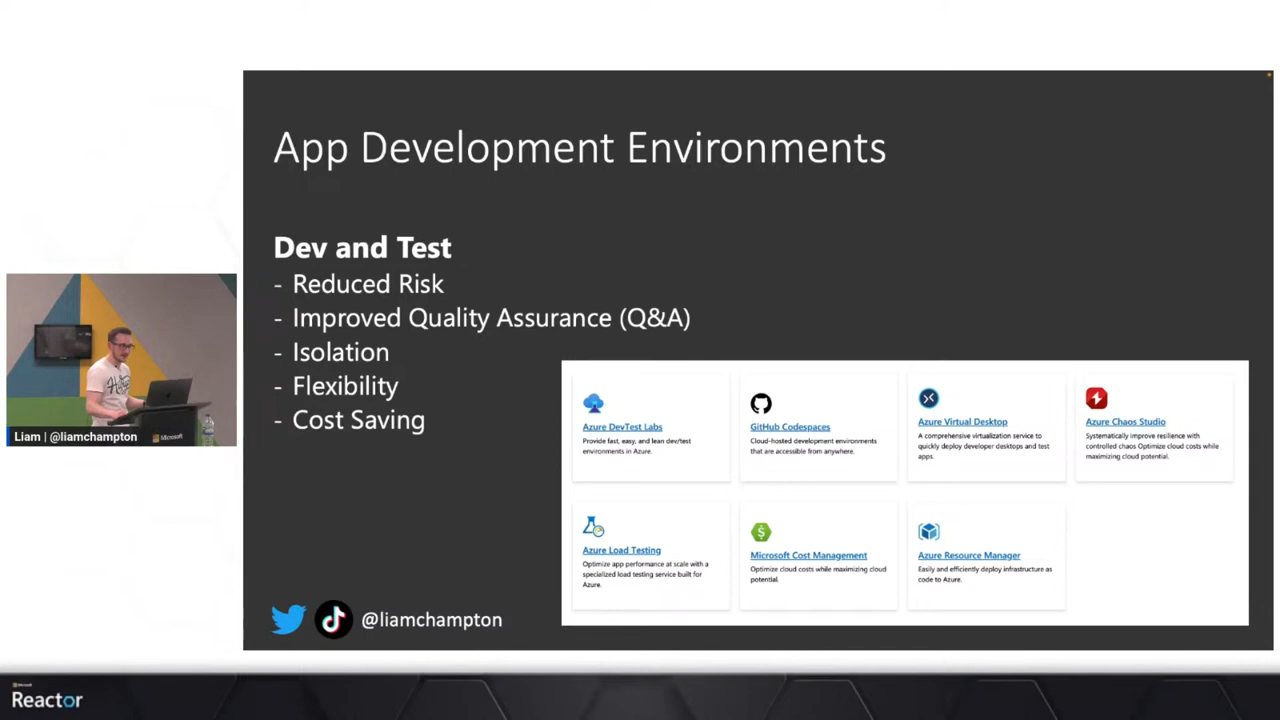 App Development Environments
Dev and Test
- Reduced Risk
- Improved Quality Assurance (Q&A)
- Isolation
- Flexibility
- Cost Saving
Azure DevTest Labs
Provide fast, easy, and lean dev/test
environments in Azure.
GitHub Codespaces
Cloud-hosted development environments
that are accessible from anywhere.
Azure Virtual Desktop
A comprehensive virtualization service to
quickly deploy developer desktops and test
apps.
Azure Chaos Studio
Systematically improve resilience with
controlled chaos Optimize cloud costs while
maximizing cloud potential.
Azure Load Testing
Optimize app performance at scale with a
specialized load testing service built for
Azure.
Microsoft Cost Management
Optimize cloud costs while maximizing cloud
potential.
Azure Resource Manager
Easily and efficiently deploy infrastructure as
code to Azure.
@liamchampton
Liam | @liamchampton
Microsoft
Microsoft
Reactor